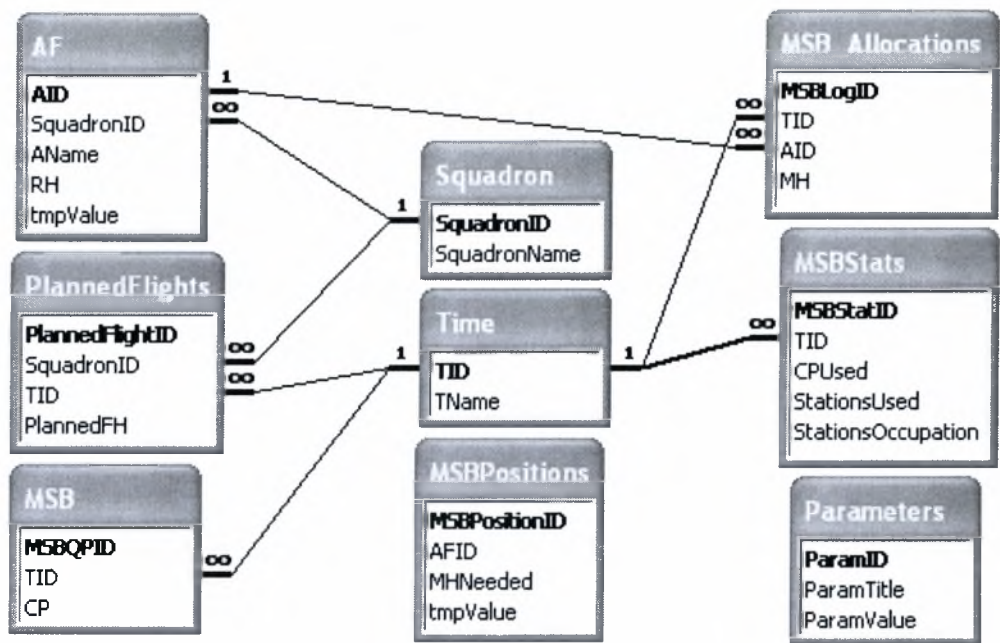 AF
AID
SquadronID
AName
RH
tmpValue
1
∞
PlannedFlights
PlannedFlightID
SquadronID
TID
PlannedFH
∞
∞
MSB
MSBQPID
TID
CP
∞
Squadron
SquadronID
SquadronName
1
Time
TID
TName
1
1
MSBPositions
MSBPositionID
AFID
MHNeeded
tmpValue
MSB Allocations
MSBLogID
TID
AID
MH
∞
∞
MSBStats
MSBStatID
TID
CPUsed
StationsUsed
StationsOccupation
∞
Parameters
ParamID
ParamTitle
ParamValue